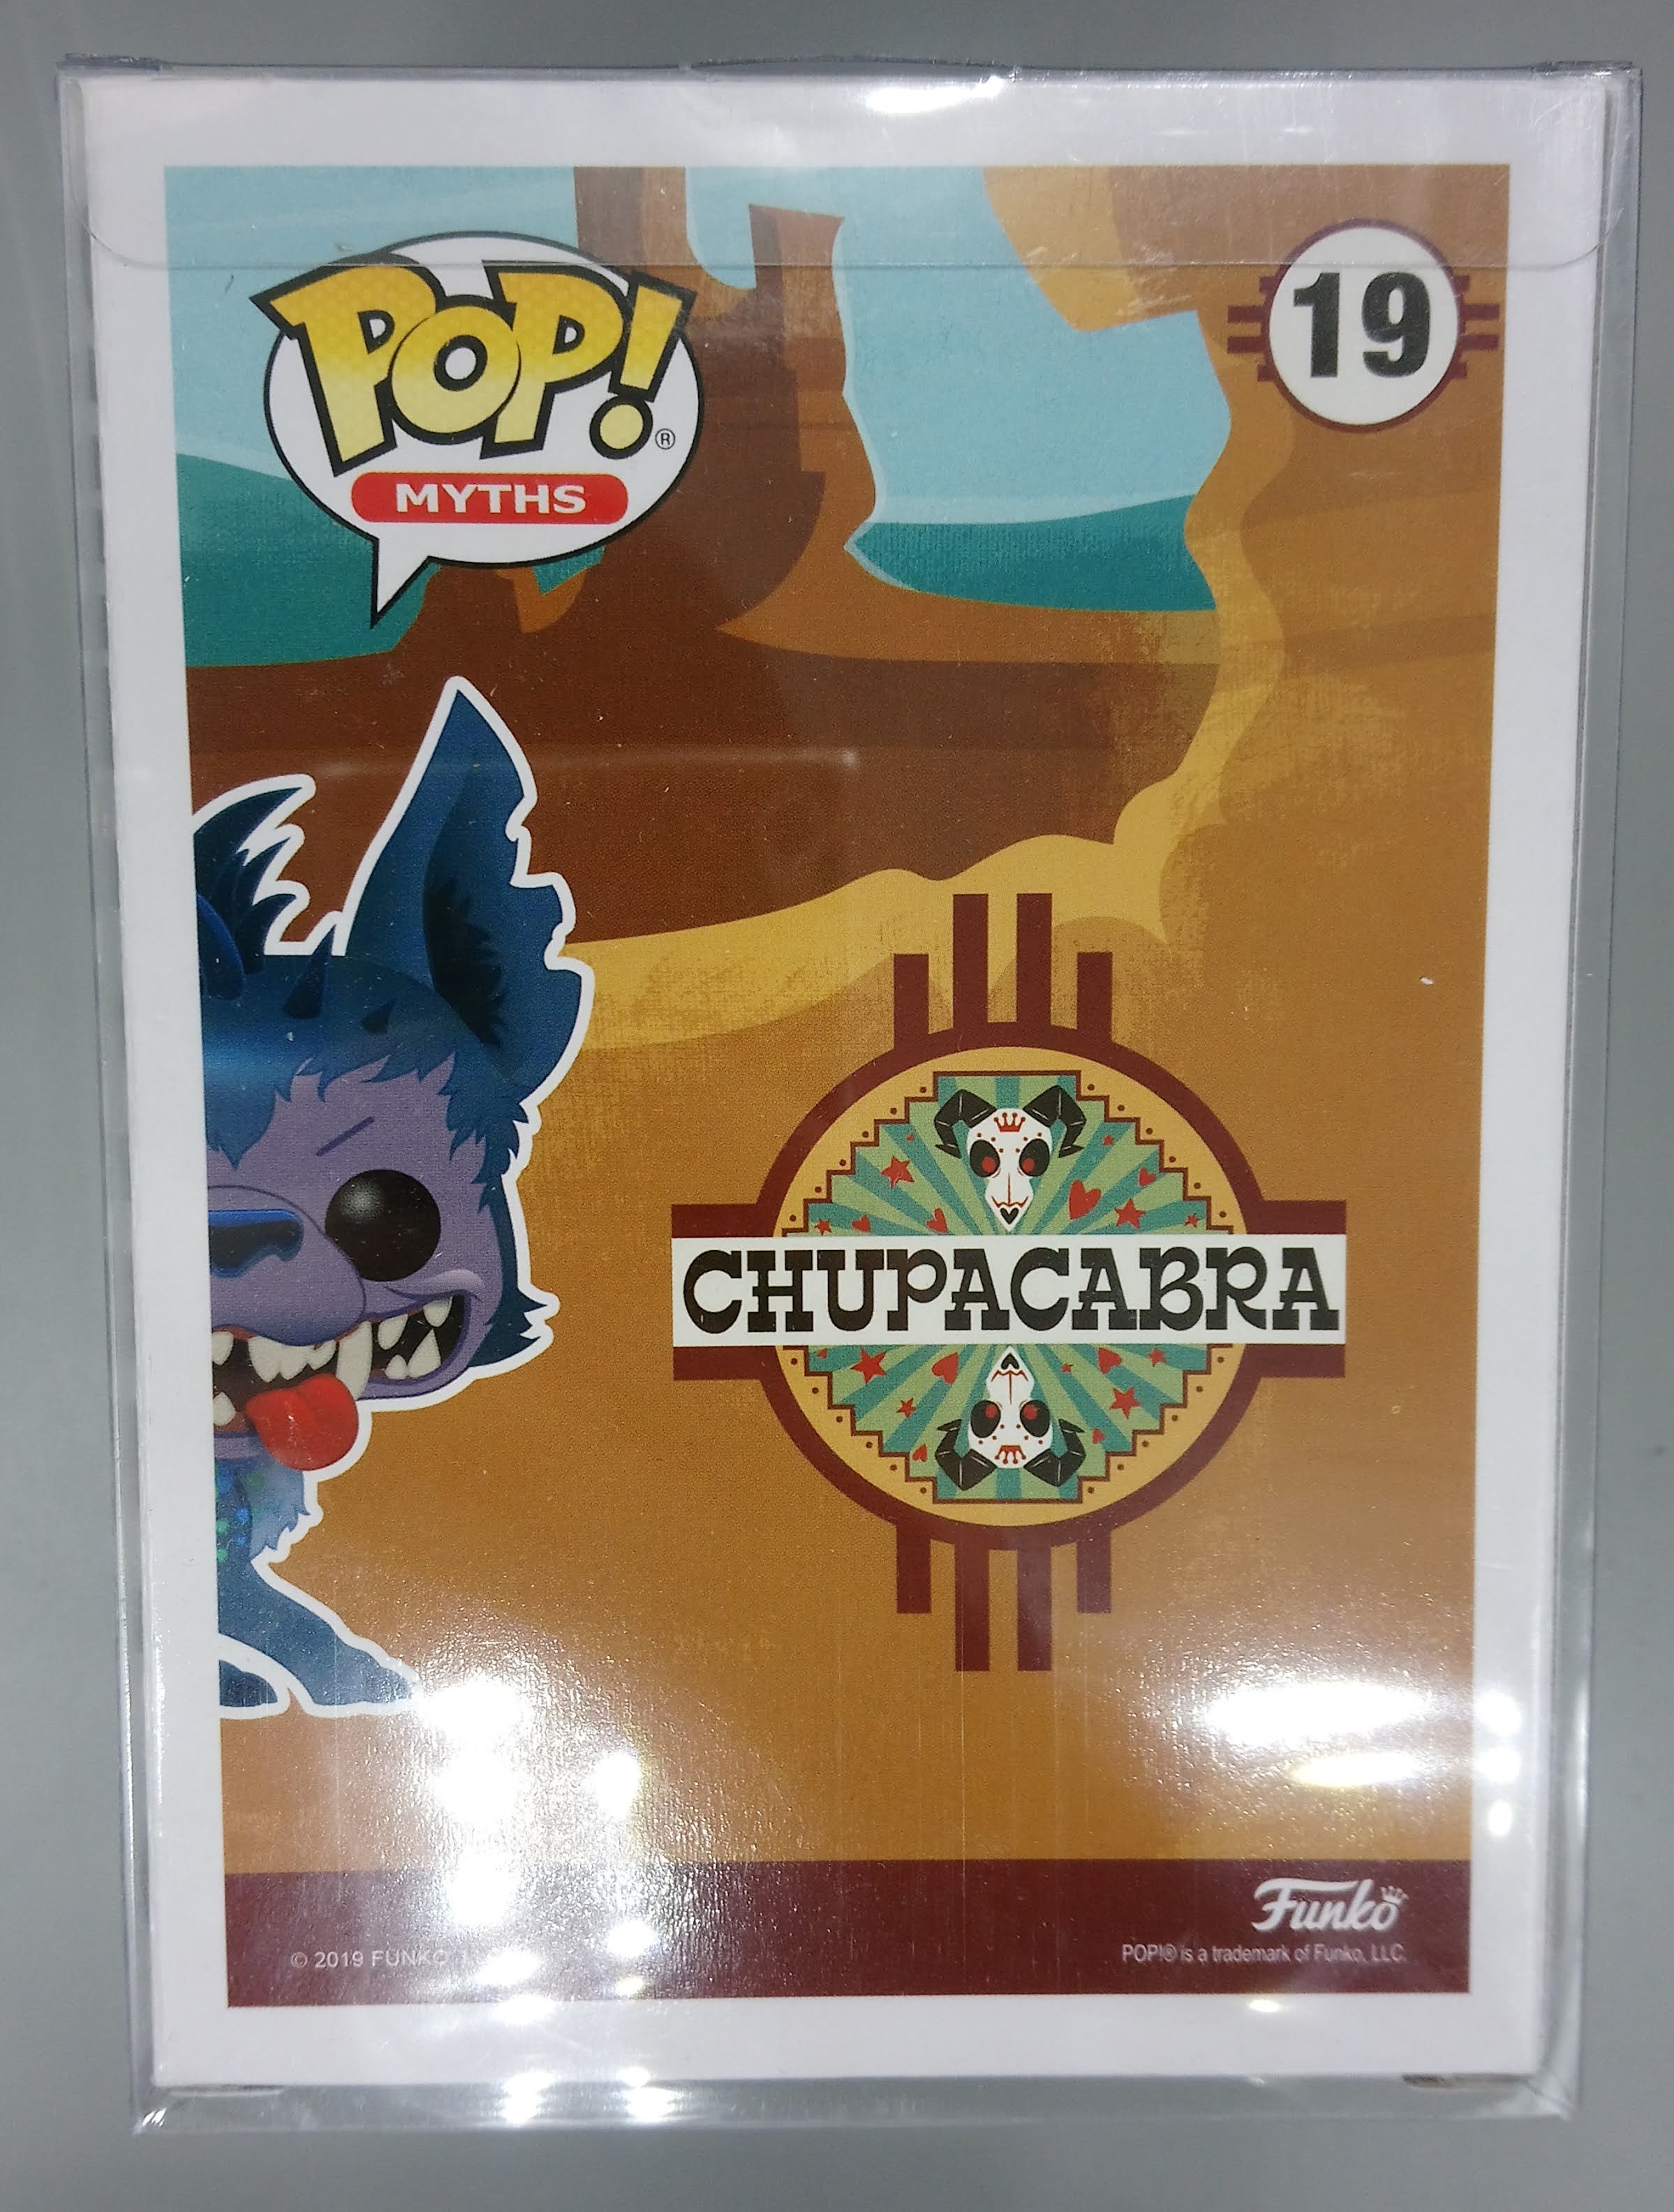 POP!®
MYTHS
19
CHUPACABRA
Funko
© 2019 FUNKO
POP!® is a trademark of Funko, LLC.